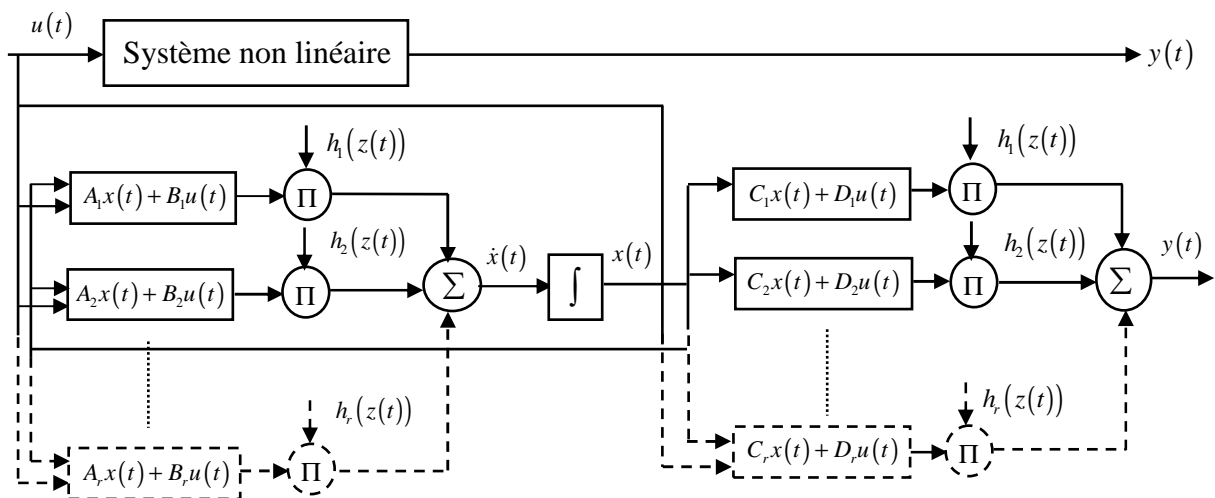 u(t)
Système non linéaire
y(t)
h₁(z(t))
h₁(z(t))
A₁x(t)+B₁u(t)
Π
C₁x(t)+D₁u(t)
Π
h₂(z(t))
h₂(z(t))
ẋ(t)
x(t)
y(t)
A₂x(t)+B₂u(t)
Π
Σ
∫
C₂x(t)+D₂u(t)
Π
Σ
hᵣ(z(t))
hᵣ(z(t))
Aᵣx(t)+Bᵣu(t)
Π
Cᵣx(t)+Dᵣu(t)
Π